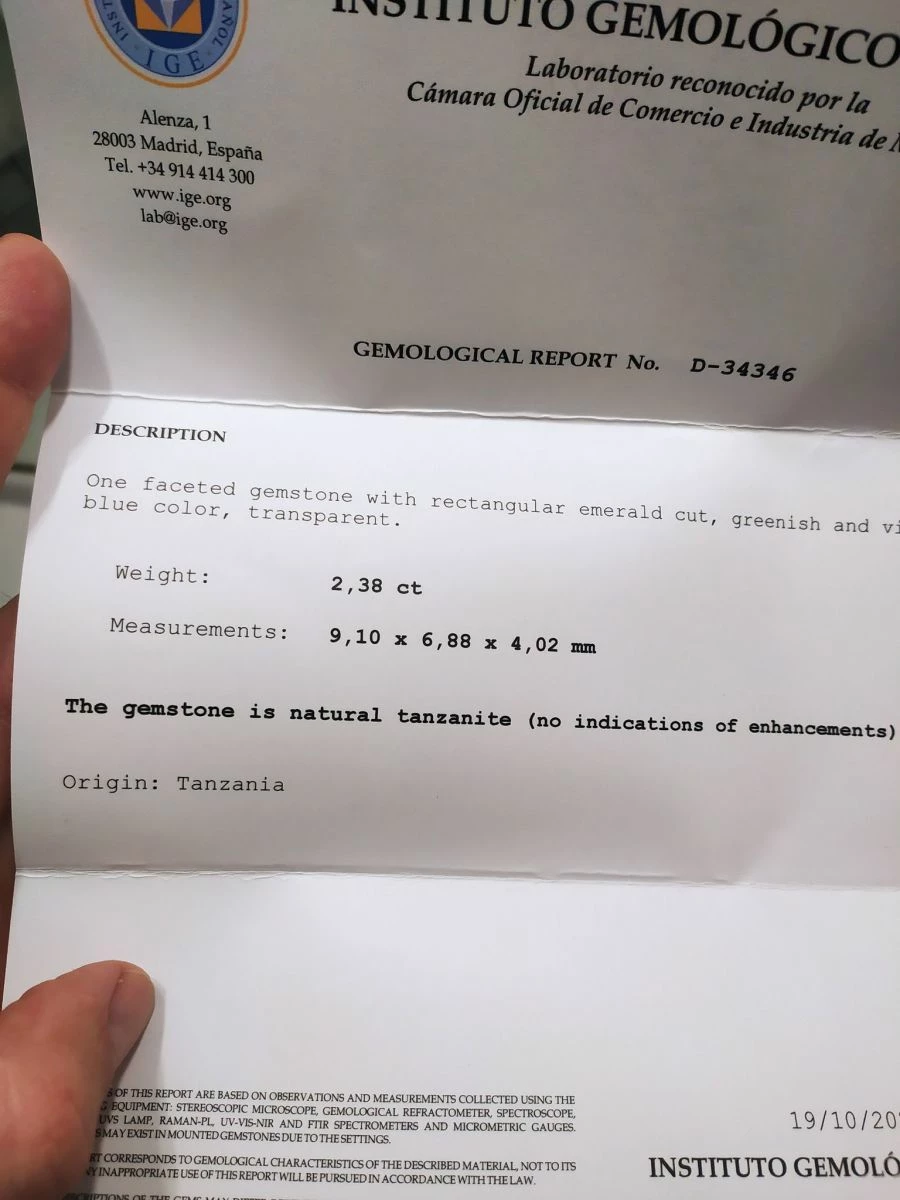 INST
IGE
AÑOL
INSTITUTO GEMOLÓGICO
Laboratorio reconocido por la
Cámara Oficial de Comercio e Industria de
Alenza, 1
28003 Madrid, España
Tel. +34 914 414 300
www.ige.org
lab@ige.org
GEMOLOGICAL REPORT No. D-34346
DESCRIPTION
One faceted gemstone with rectangular emerald cut, greenish and vi
blue color, transparent.
Weight: 2,38 ct
Measurements: 9,10 x 6,88 x 4,02 mm
The gemstone is natural tanzanite (no indications of enhancements)
Origin: Tanzania
S OF THIS REPORT ARE BASED ON OBSERVATIONS AND MEASUREMENTS COLLECTED USING THE
G EQUIPMENT: STEREOSCOPIC MICROSCOPE, GEMOLOGICAL REFRACTOMETER, SPECTROSCOPE,
UVS LAMP, RAMAN-PL, UV-VIS-NIR AND FTIR SPECTROMETERS AND MICROMETRIC GAUGES.
S MAY EXIST IN MOUNTED GEMSTONES DUE TO THE SETTINGS.
RT CORRESPONDS TO GEMOLOGICAL CHARACTERISTICS OF THE DESCRIBED MATERIAL, NOT TO ITS
NY INAPPROPRIATE USE OF THIS REPORT WILL BE PURSUED IN ACCORDANCE WITH THE LAW.
19/10/20
INSTITUTO GEMOLÓ